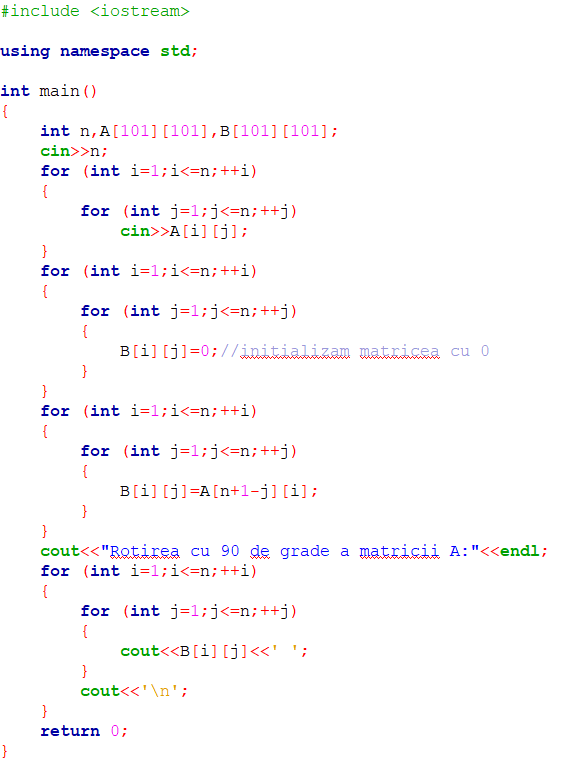 #include <iostream>

using namespace std;

int main()
{
    int n,A[101][101],B[101][101];
    cin>>n;
    for (int i=1;i<=n;++i)
    {
        for (int j=1;j<=n;++j)
            cin>>A[i][j];
    }
    for (int i=1;i<=n;++i)
    {
        for (int j=1;j<=n;++j)
        {
            B[i][j]=0;//initializam matricea cu 0
        }
    }
    for (int i=1;i<=n;++i)
    {
        for (int j=1;j<=n;++j)
        {
            B[i][j]=A[n+1-j][i];
        }
    }
    cout<<"Rotirea cu 90 de grade a matricii A:"<<endl;
    for (int i=1;i<=n;++i)
    {
        for (int j=1;j<=n;++j)
        {
            cout<<B[i][j]<<' ';
        }
        cout<<'\n';
    }
    return 0;
}